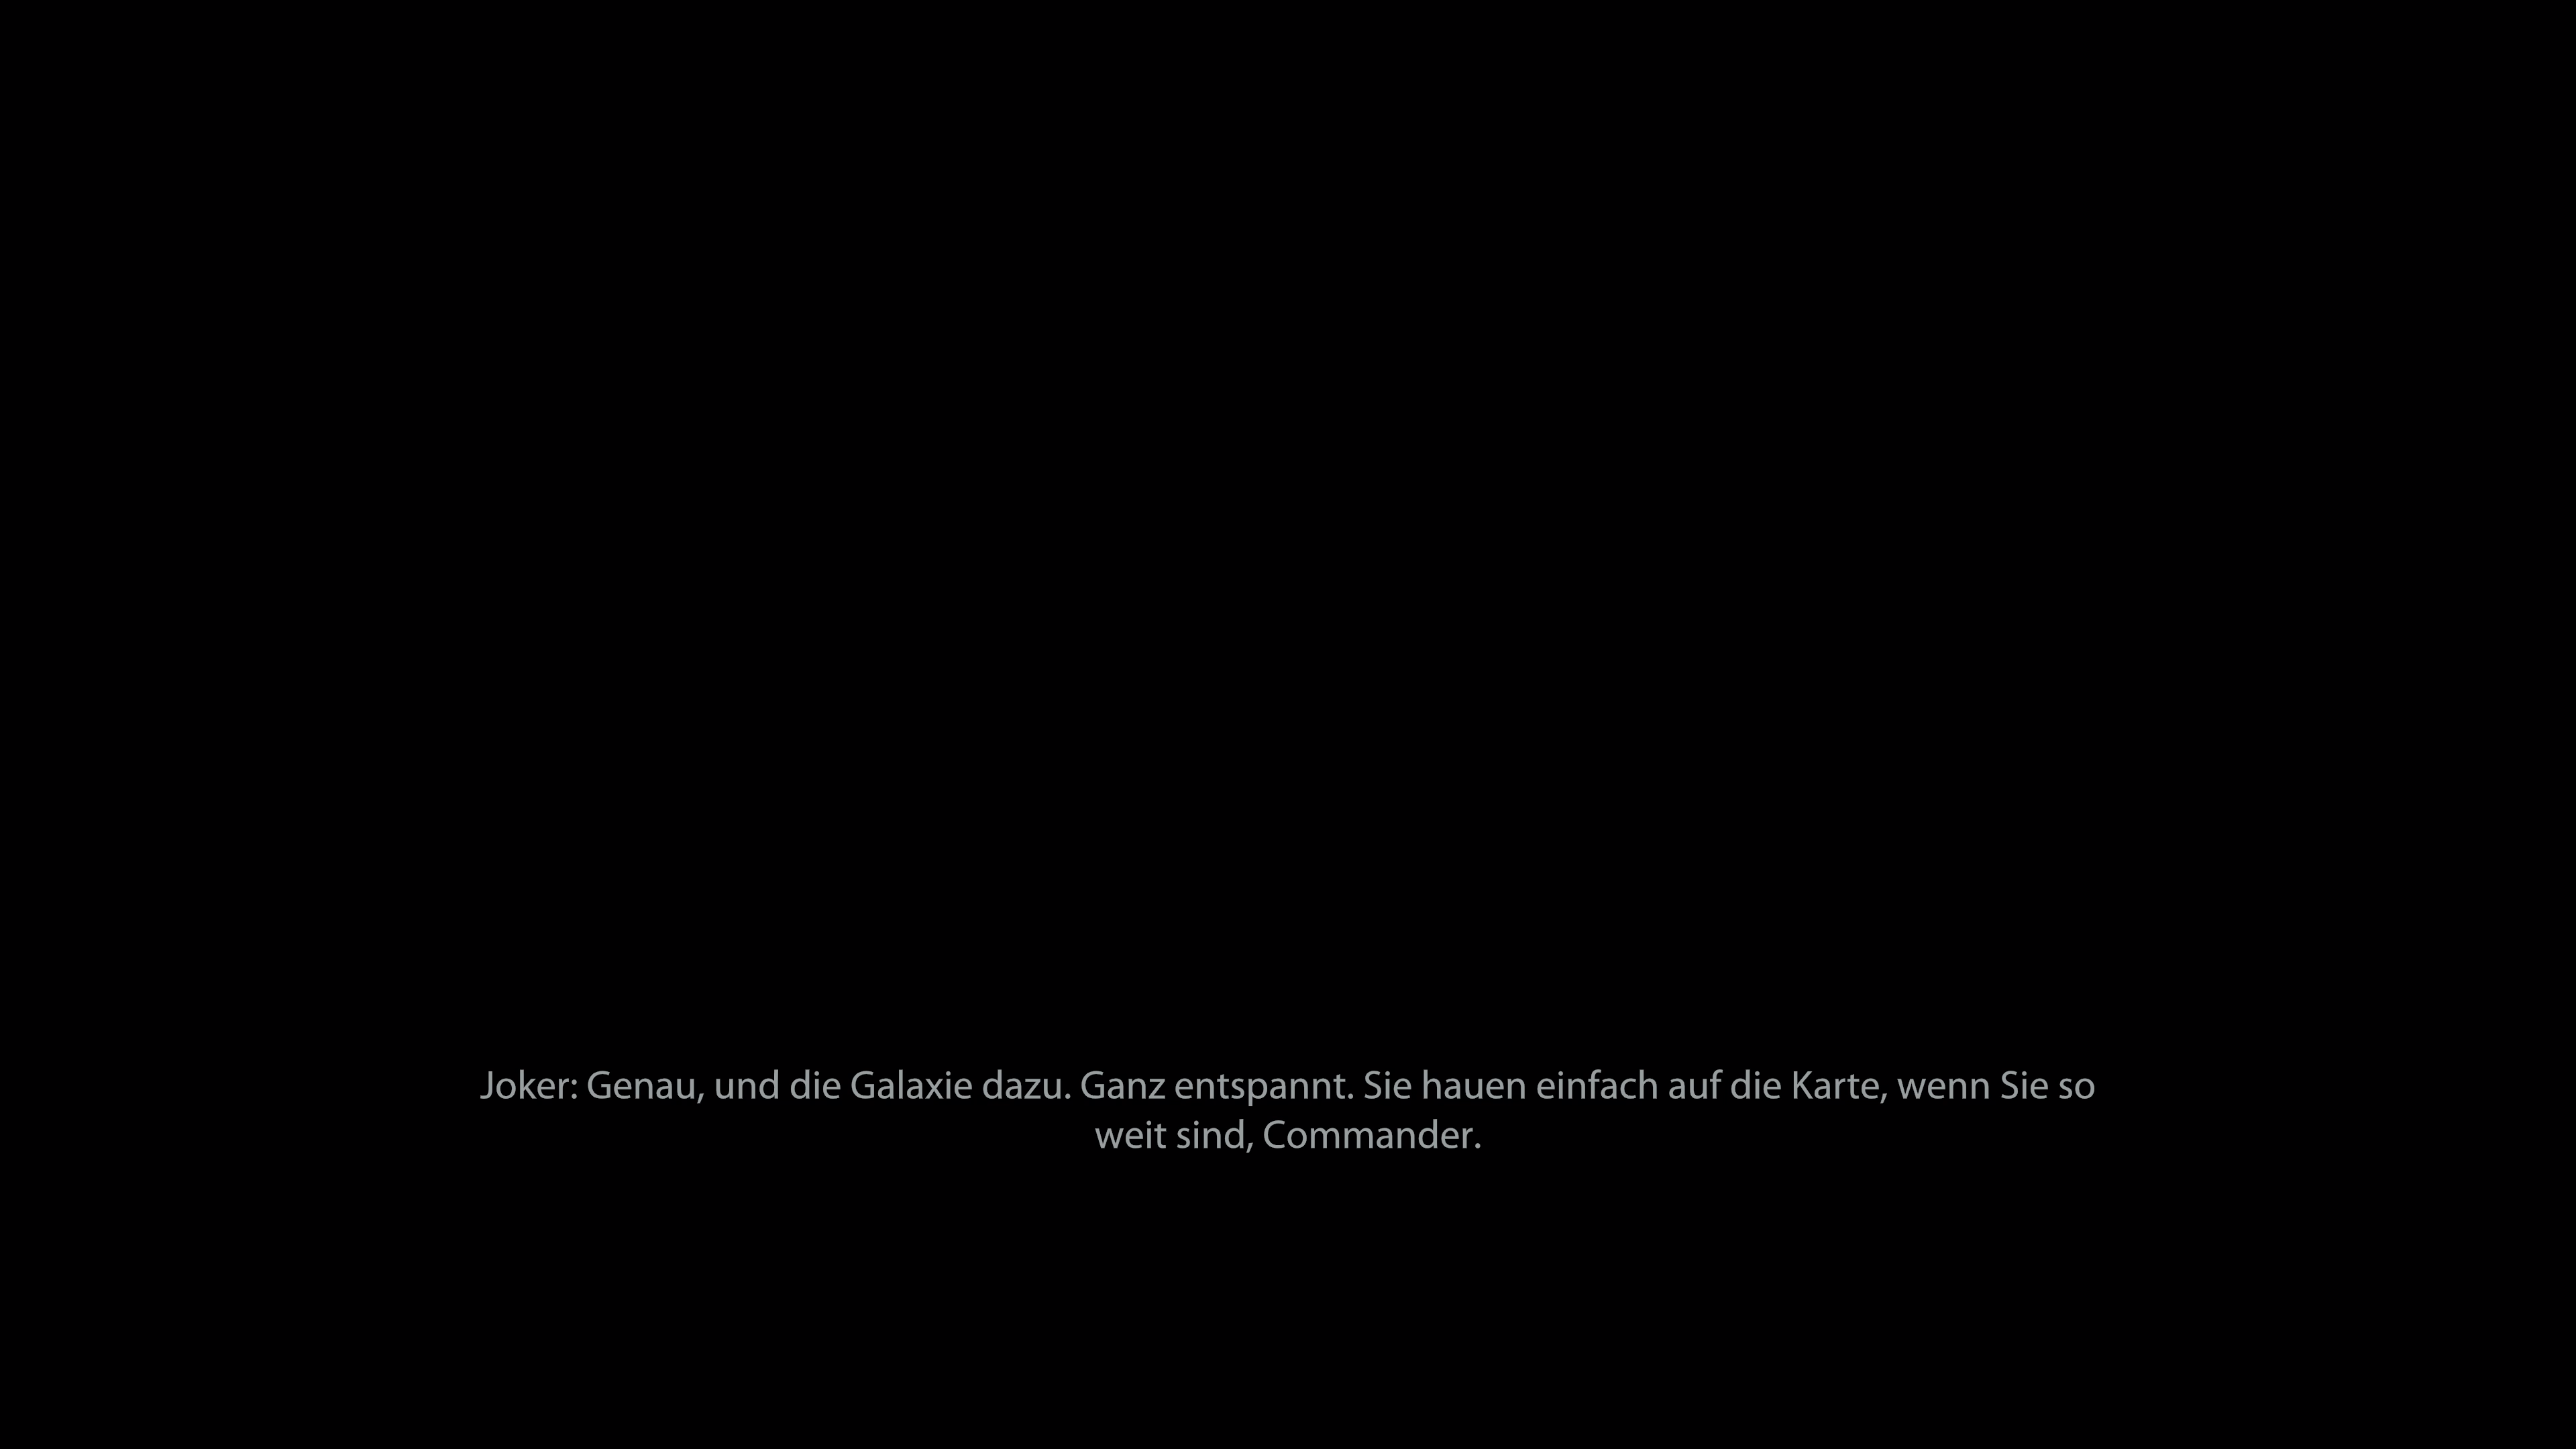 Joker: Genau, und die Galaxie dazu. Ganz entspannt. Sie hauen einfach auf die Karte, wenn Sie so
weit sind, Commander.